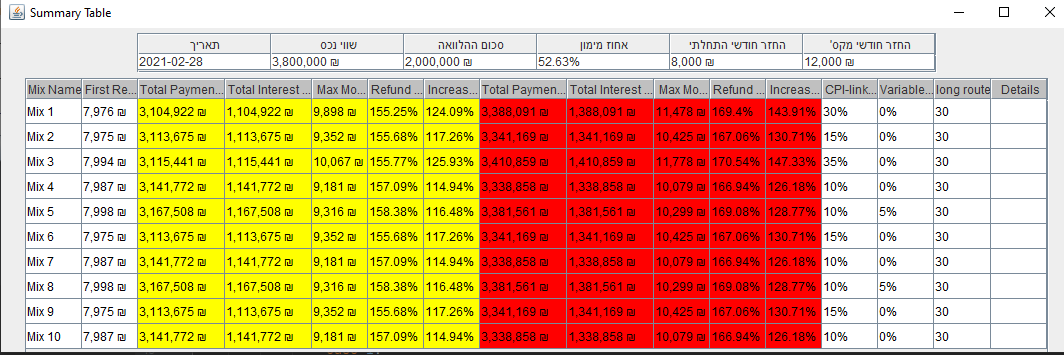 Summary Table
תאריך שווי נכס סכום ההלוואה אחוז מימון החזר חודשי התחלתי החזר חודשי מקס'
2021-02-28 3,800,000 ₪ 2,000,000 ₪ 52.63% 8,000 ₪ 12,000 ₪
Mix Name First Re... Total Paymen... Total Interest ... Max Mo... Refund ... Increas... Total Paymen... Total Interest ... Max Mo... Refund ... Increas... CPI-link... Variable... long route Details
Mix 1 7,976 ₪ 3,104,922 ₪ 1,104,922 ₪ 9,898 ₪ 155.25% 124.09% 3,388,091 ₪ 1,388,091 ₪ 11,478 ₪ 169.4% 143.91% 30% 0% 30
Mix 2 7,975 ₪ 3,113,675 ₪ 1,113,675 ₪ 9,352 ₪ 155.68% 117.26% 3,341,169 ₪ 1,341,169 ₪ 10,425 ₪ 167.06% 130.71% 15% 0% 30
Mix 3 7,994 ₪ 3,115,441 ₪ 1,115,441 ₪ 10,067 ₪ 155.77% 125.93% 3,410,859 ₪ 1,410,859 ₪ 11,778 ₪ 170.54% 147.33% 35% 0% 30
Mix 4 7,987 ₪ 3,141,772 ₪ 1,141,772 ₪ 9,181 ₪ 157.09% 114.94% 3,338,858 ₪ 1,338,858 ₪ 10,079 ₪ 166.94% 126.18% 10% 0% 30
Mix 5 7,998 ₪ 3,167,508 ₪ 1,167,508 ₪ 9,316 ₪ 158.38% 116.48% 3,381,561 ₪ 1,381,561 ₪ 10,299 ₪ 169.08% 128.77% 10% 5% 30
Mix 6 7,975 ₪ 3,113,675 ₪ 1,113,675 ₪ 9,352 ₪ 155.68% 117.26% 3,341,169 ₪ 1,341,169 ₪ 10,425 ₪ 167.06% 130.71% 15% 0% 30
Mix 7 7,987 ₪ 3,141,772 ₪ 1,141,772 ₪ 9,181 ₪ 157.09% 114.94% 3,338,858 ₪ 1,338,858 ₪ 10,079 ₪ 166.94% 126.18% 10% 0% 30
Mix 8 7,998 ₪ 3,167,508 ₪ 1,167,508 ₪ 9,316 ₪ 158.38% 116.48% 3,381,561 ₪ 1,381,561 ₪ 10,299 ₪ 169.08% 128.77% 10% 5% 30
Mix 9 7,975 ₪ 3,113,675 ₪ 1,113,675 ₪ 9,352 ₪ 155.68% 117.26% 3,341,169 ₪ 1,341,169 ₪ 10,425 ₪ 167.06% 130.71% 15% 0% 30
Mix 10 7,987 ₪ 3,141,772 ₪ 1,141,772 ₪ 9,181 ₪ 157.09% 114.94% 3,338,858 ₪ 1,338,858 ₪ 10,079 ₪ 166.94% 126.18% 10% 0% 30